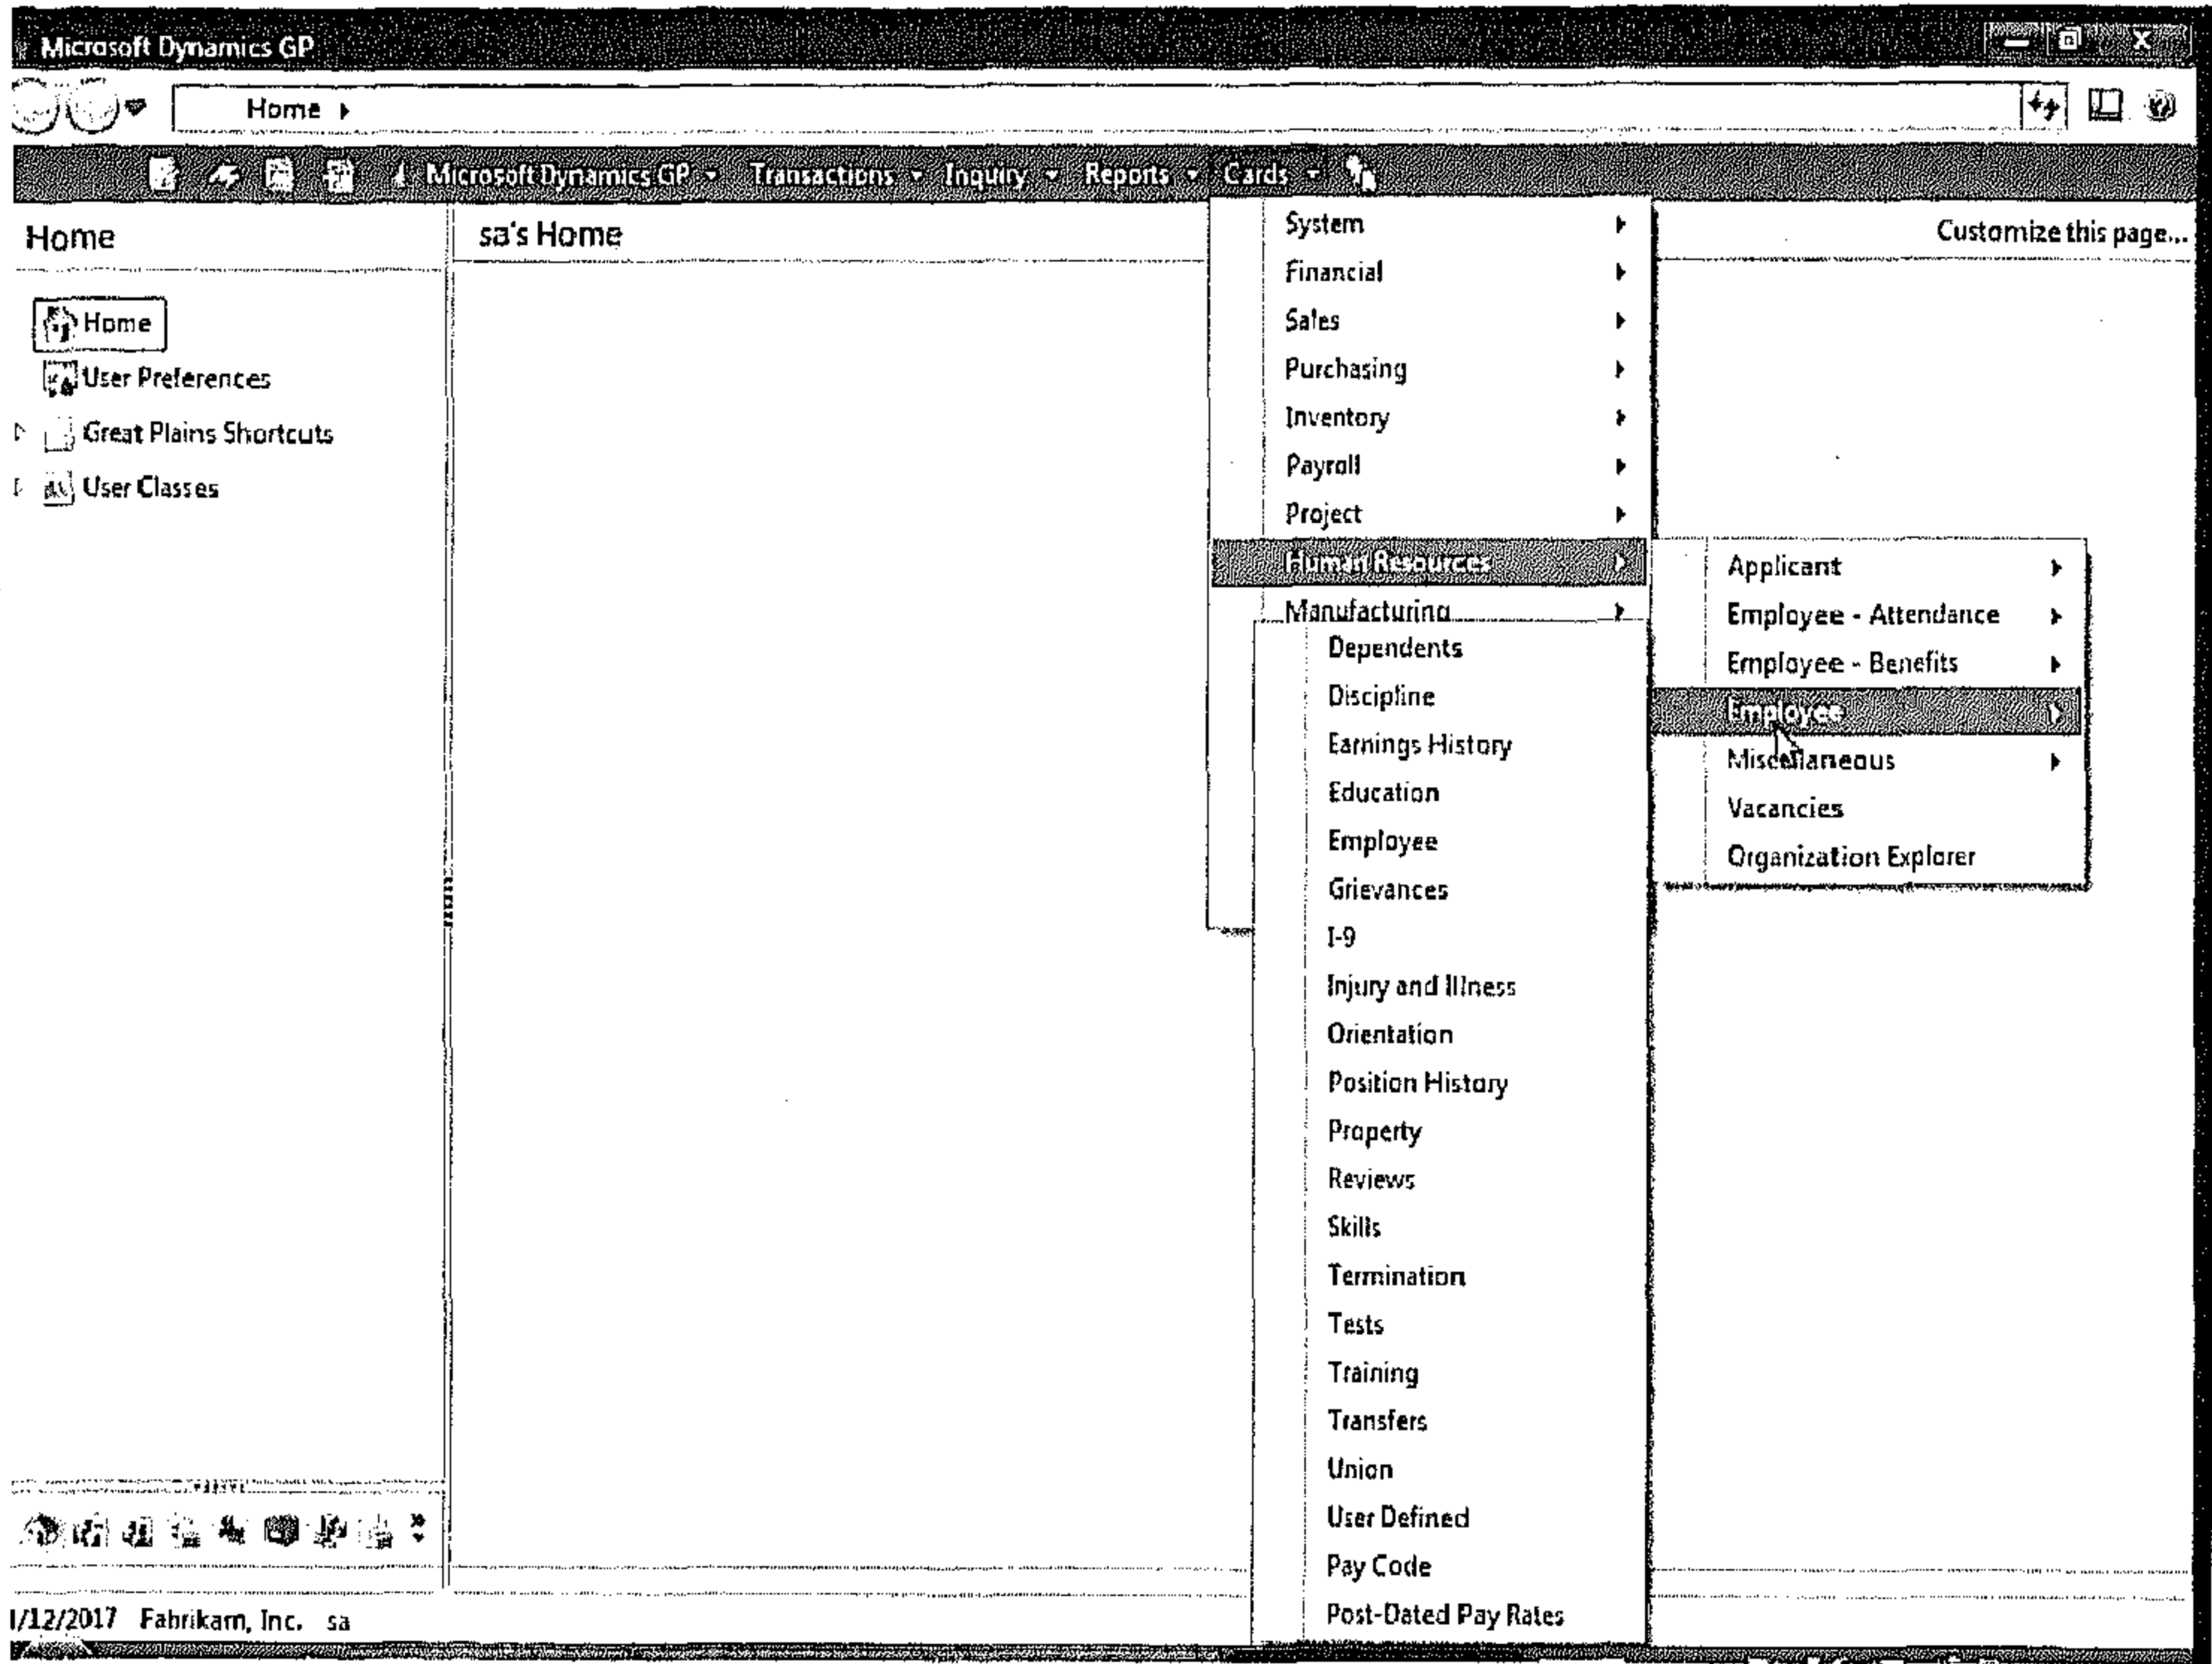 Microsoft Dynamics GP
Home
Microsoft Dynamics GP Transactions Inquiry Reports Cards
Home
sa's Home
Customize this page...
Home
User Preferences
Great Plains Shortcuts
User Classes
System
Financial
Sales
Purchasing
Inventory
Payroll
Project
Human Resources
Manufacturing
Applicant
Employee - Attendance
Employee - Benefits
Employee
Miscellaneous
Vacancies
Organization Explorer
Dependents
Discipline
Earnings History
Education
Employee
Grievances
I-9
Injury and Illness
Orientation
Position History
Property
Reviews
Skills
Termination
Tests
Training
Transfers
Union
User Defined
Pay Code
Post-Dated Pay Rates
1/12/2017 Fabrikam, Inc. sa